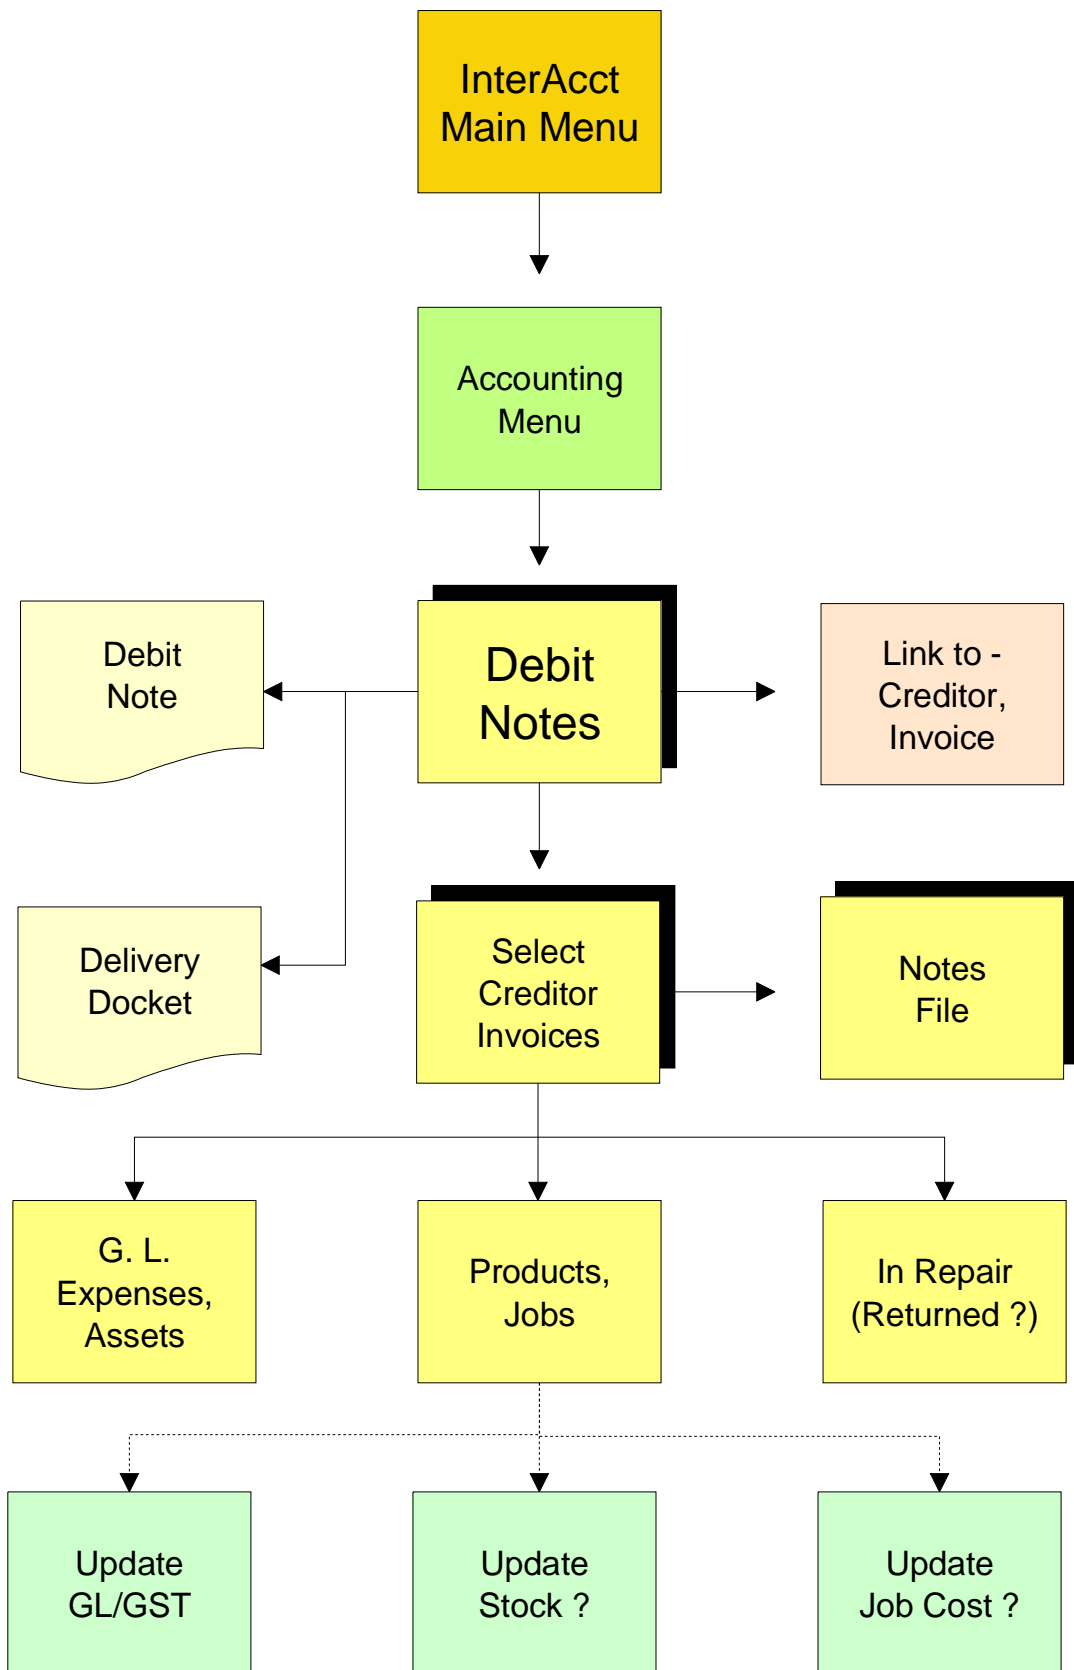 InterAcct
Main Menu
Accounting
Menu
Debit
Note
Debit
Notes
Link to -
Creditor,
Invoice
Delivery
Docket
Select
Creditor
Invoices
Notes
File
G. L.
Expenses,
Assets
Products,
Jobs
In Repair
(Returned ?)
Update
GL/GST
Update
Stock ?
Update
Job Cost ?